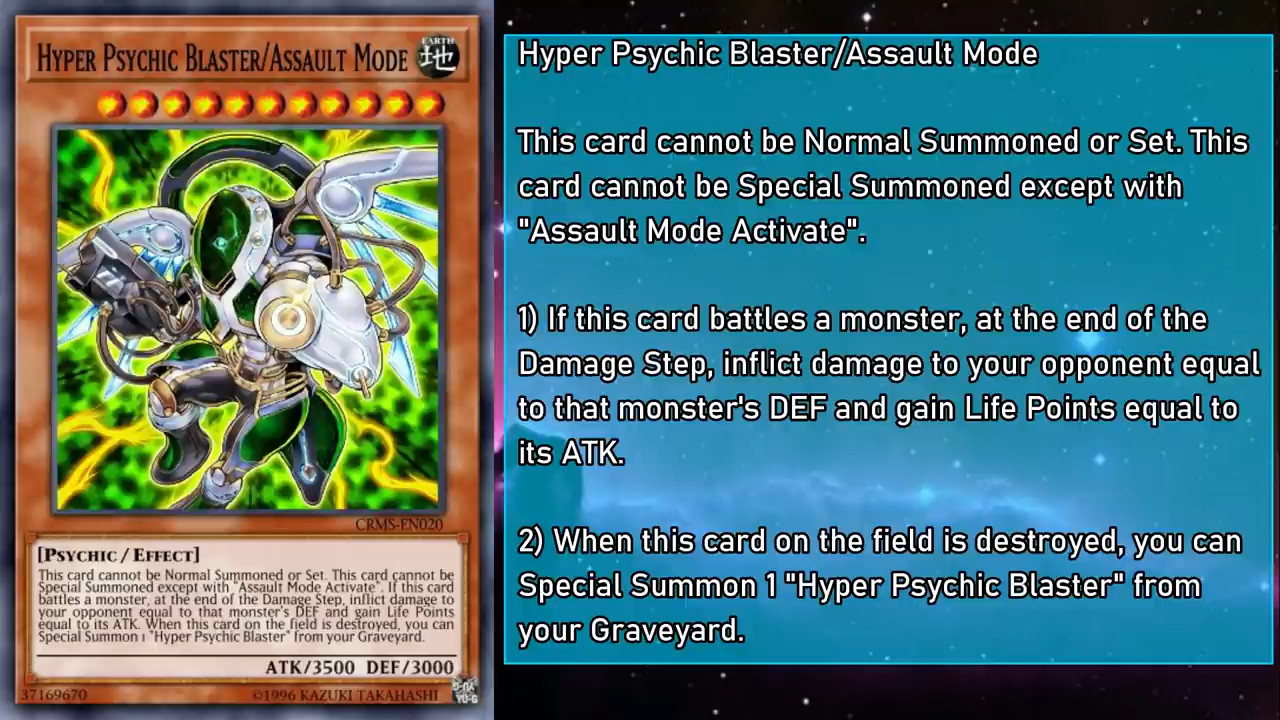 HYPER PSYCHIC BLASTER/ASSAULT MODE
EARTH
地
CRMS-EN020
[PSYCHIC / EFFECT]
This card cannot be Normal Summoned or Set. This card cannot be
Special Summoned except with "Assault Mode Activate". If this card
battles a monster, at the end of the Damage Step, inflict damage to
your opponent equal to that monster's DEF and gain Life Points
equal to its ATK. When this card on the field is destroyed, you can
Special Summon 1 "Hyper Psychic Blaster" from your Graveyard.
ATK/3500 DEF/3000
37169670
©1996 KAZUKI TAKAHASHI
Hyper Psychic Blaster/Assault Mode
This card cannot be Normal Summoned or Set. This
card cannot be Special Summoned except with
"Assault Mode Activate".
1) If this card battles a monster, at the end of the
Damage Step, inflict damage to your opponent equal
to that monster's DEF and gain Life Points equal to
its ATK.
2) When this card on the field is destroyed, you can
Special Summon 1 "Hyper Psychic Blaster" from
your Graveyard.